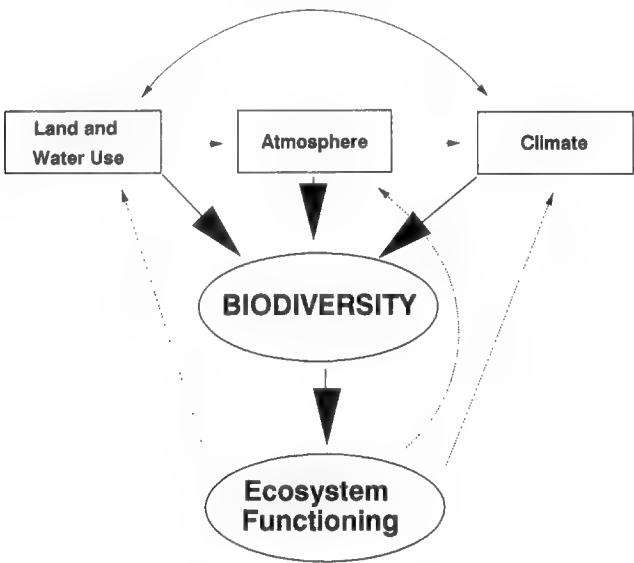 Land and
Water Use
Atmosphere
Climate
BIODIVERSITY
Ecosystem
Functioning